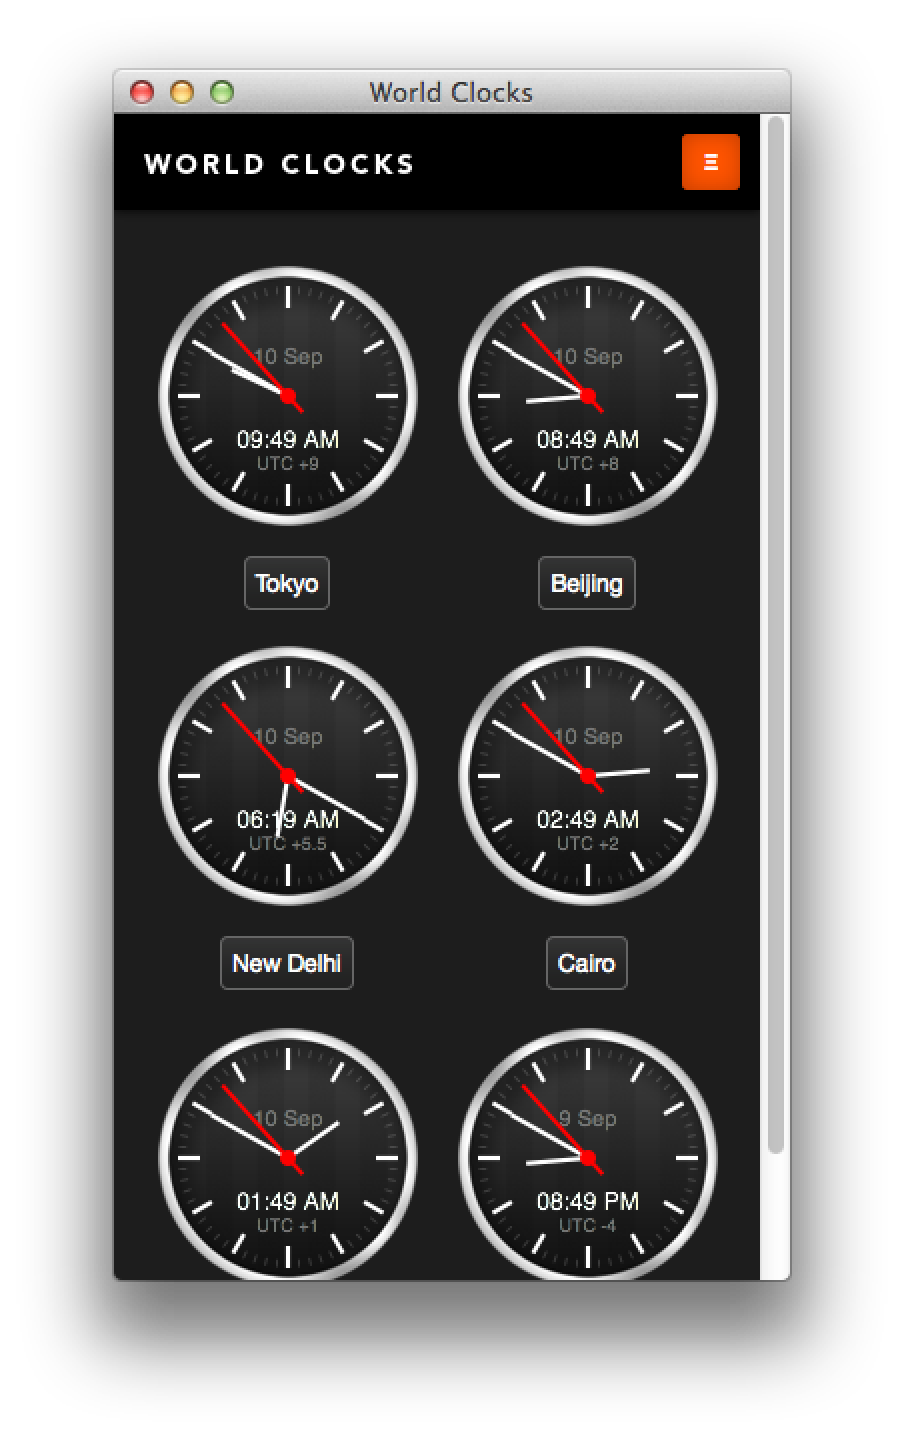 World Clocks
WORLD CLOCKS
10 Sep
09:49 AM
UTC +9
Tokyo
10 Sep
08:49 AM
UTC +8
Beijing
10 Sep
06:19 AM
UTC +5.5
New Delhi
10 Sep
02:49 AM
UTC +2
Cairo
10 Sep
01:49 AM
UTC +1
9 Sep
08:49 PM
UTC -4